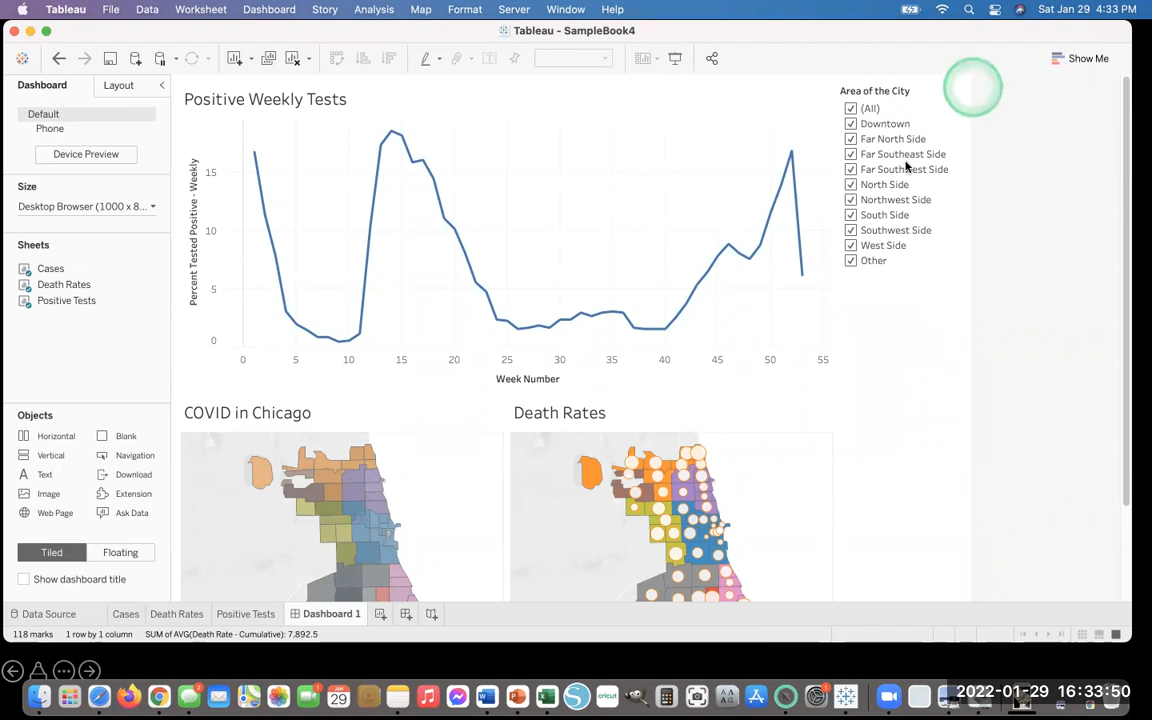 Tableau File Data Worksheet Dashboard Story Analysis Map Format Server Window Help Sat Jan 29 4:33 PM
Tableau - SampleBook4
Show Me
Dashboard Layout
Default
Phone
Device Preview
Size
Desktop Browser (1000 x 8...
Sheets
Cases
Death Rates
Positive Tests
Objects
Horizontal Blank
Vertical Navigation
Text Download
Image Extension
Web Page Ask Data
Tiled Floating
Show dashboard title
Positive Weekly Tests
Percent Tested Positive - Weekly
15
10
5
0
0 5 10 15 20 25 30 35 40 45 50 55
Week Number
Area of the City
(All)
Downtown
Far North Side
Far Southeast Side
Far Southwest Side
North Side
Northwest Side
South Side
Southwest Side
West Side
Other
COVID in Chicago
Death Rates
Data Source Cases Death Rates Positive Tests Dashboard 1
118 marks 1 row by 1 column SUM of AVG(Death Rate - Cumulative): 7,892.5
JAN
29
cricut
2022-01-29 16:33:50